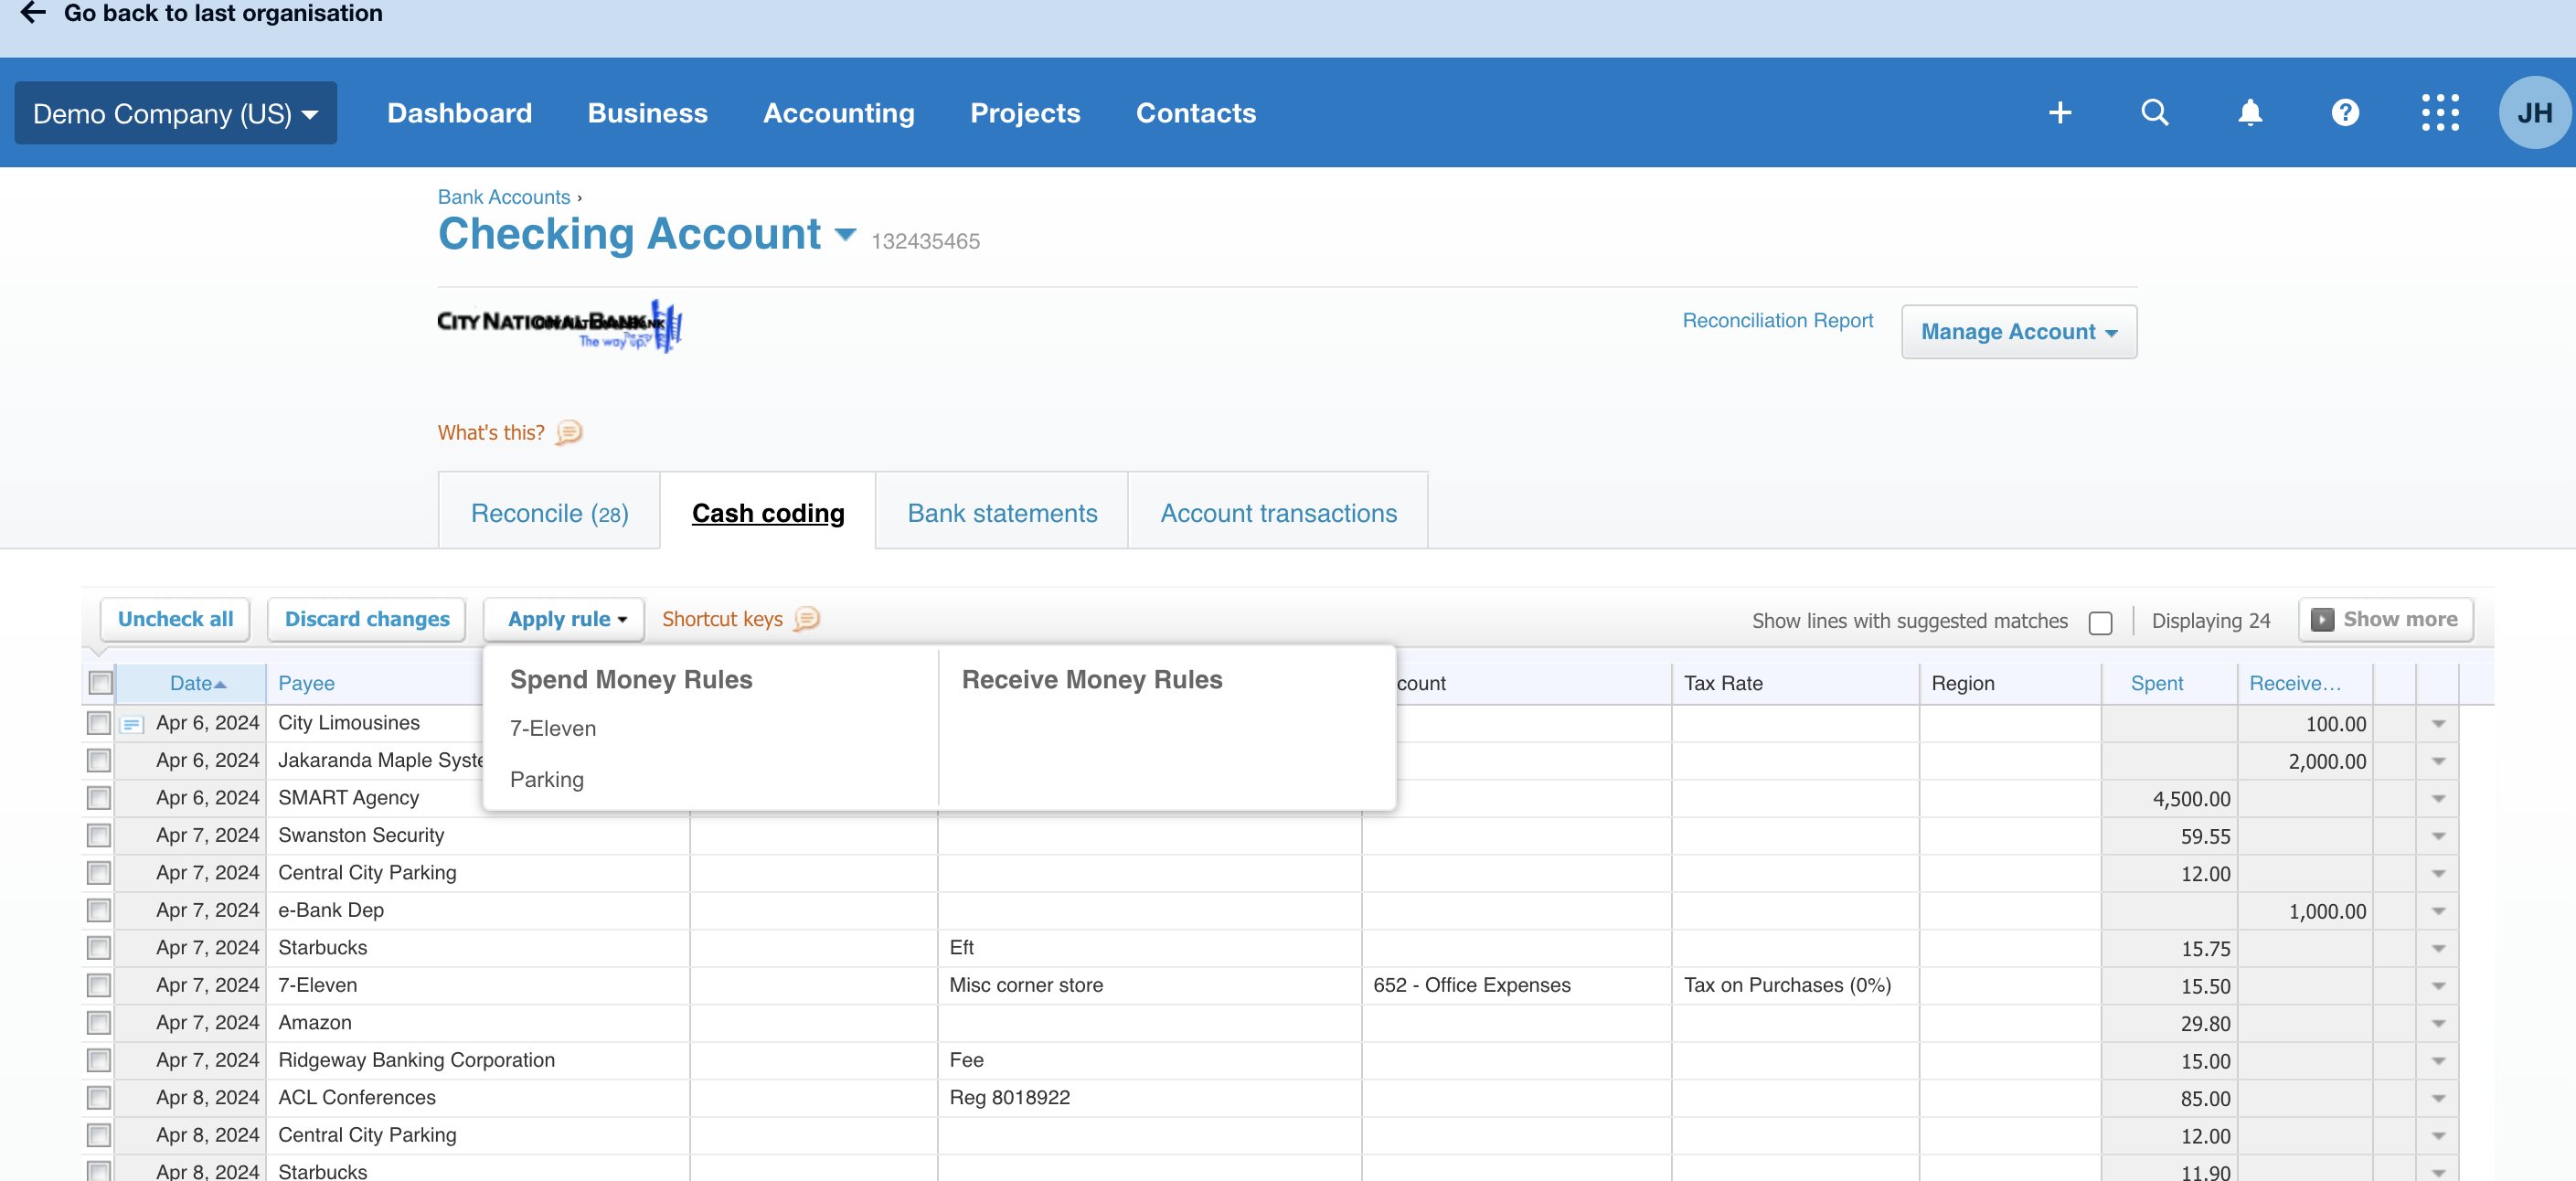 Go back to last organisation
Demo Company (US) Dashboard Business Accounting Projects Contacts JH
Bank Accounts ›
Checking Account 132435465
CITY NATIONAL BANK
The way up.
Reconciliation Report Manage Account
What's this?
Reconcile (28) Cash coding Bank statements Account transactions
Uncheck all Discard changes Apply rule Shortcut keys Show lines with suggested matches Displaying 24 Show more
Spend Money Rules Receive Money Rules
7-Eleven
Parking
Date Payee count Tax Rate Region Spent Receive...
Apr 6, 2024 City Limousines 100.00
Apr 6, 2024 Jakaranda Maple Syste 2,000.00
Apr 6, 2024 SMART Agency 4,500.00
Apr 7, 2024 Swanston Security 59.55
Apr 7, 2024 Central City Parking 12.00
Apr 7, 2024 e-Bank Dep 1,000.00
Apr 7, 2024 Starbucks Eft 15.75
Apr 7, 2024 7-Eleven Misc corner store 652 - Office Expenses Tax on Purchases (0%) 15.50
Apr 7, 2024 Amazon 29.80
Apr 7, 2024 Ridgeway Banking Corporation Fee 15.00
Apr 8, 2024 ACL Conferences Reg 8018922 85.00
Apr 8, 2024 Central City Parking 12.00
Apr 8, 2024 Starbucks 11.90